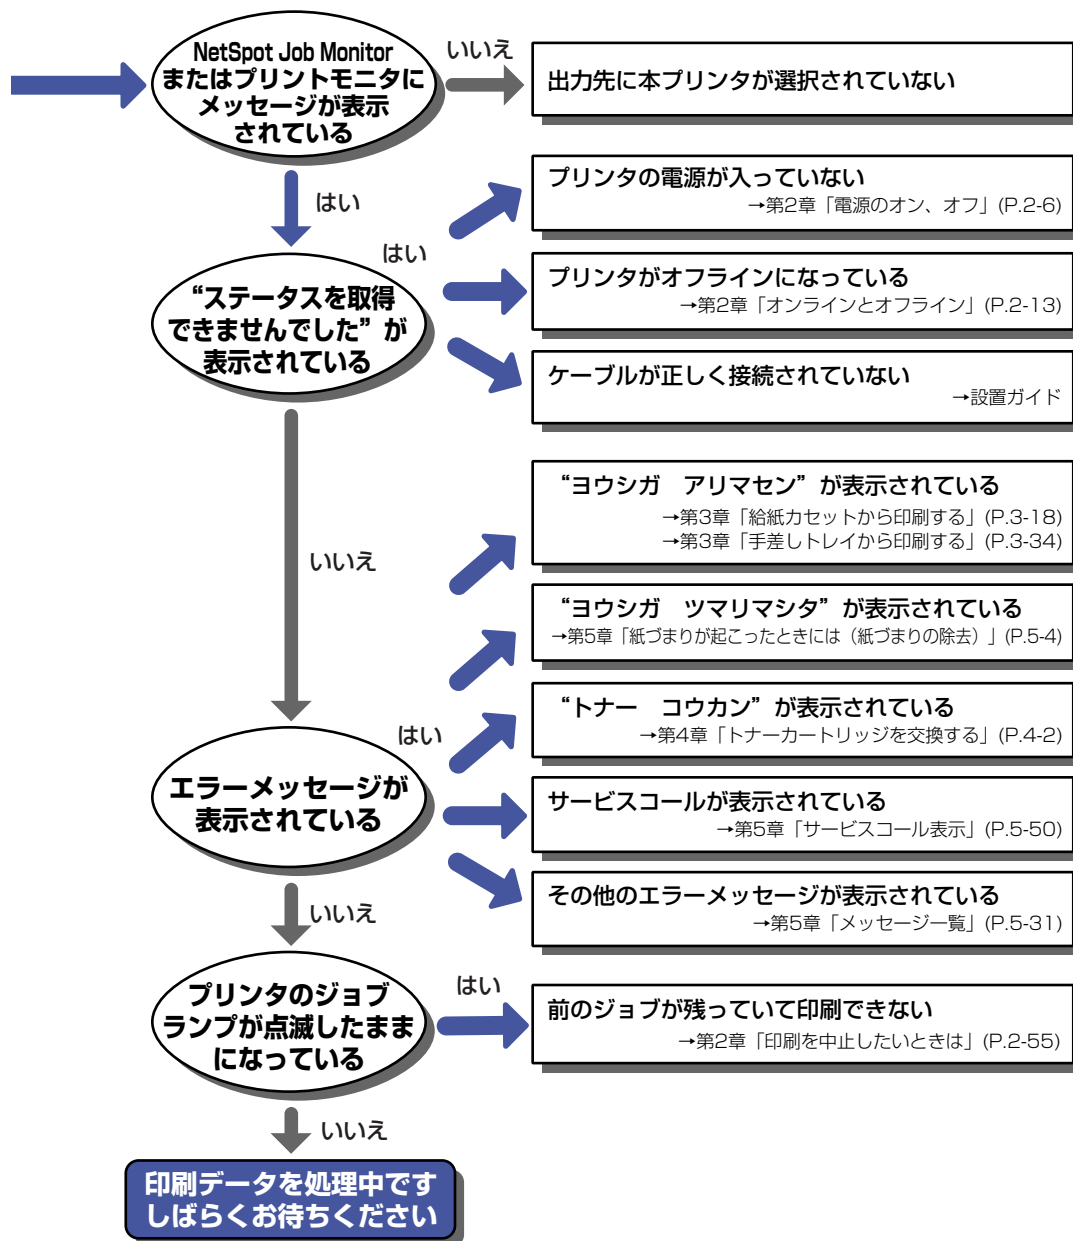 NetSpot Job Monitor
またはプリントモニタに
メッセージが表示
されている
いいえ
出力先に本プリンタが選択されていない
はい
プリンタの電源が入っていない
→第2章「電源のオン、オフ」(P.2-6)
はい
“ステータスを取得
できませんでした”が
表示されている
プリンタがオフラインになっている
→第2章「オンラインとオフライン」(P.2-13)
ケーブルが正しく接続されていない
→設置ガイド
いいえ
“ヨウシガ　アリマセン”が表示されている
→第3章「給紙カセットから印刷する」(P.3-18)
→第3章「手差しトレイから印刷する」(P.3-34)
“ヨウシガ　ツマリマシタ”が表示されている
→第5章「紙づまりが起こったときには（紙づまりの除去）」(P.5-4)
はい
エラーメッセージが
表示されている
“トナー　コウカン”が表示されている
→第4章「トナーカートリッジを交換する」(P.4-2)
サービスコールが表示されている
→第5章「サービスコール表示」(P.5-50)
その他のエラーメッセージが表示されている
→第5章「メッセージ一覧」(P.5-31)
いいえ
プリンタのジョブ
ランプが点滅したまま
になっている
はい
前のジョブが残っていて印刷できない
→第2章「印刷を中止したいときは」(P.2-55)
いいえ
印刷データを処理中です
しばらくお待ちください